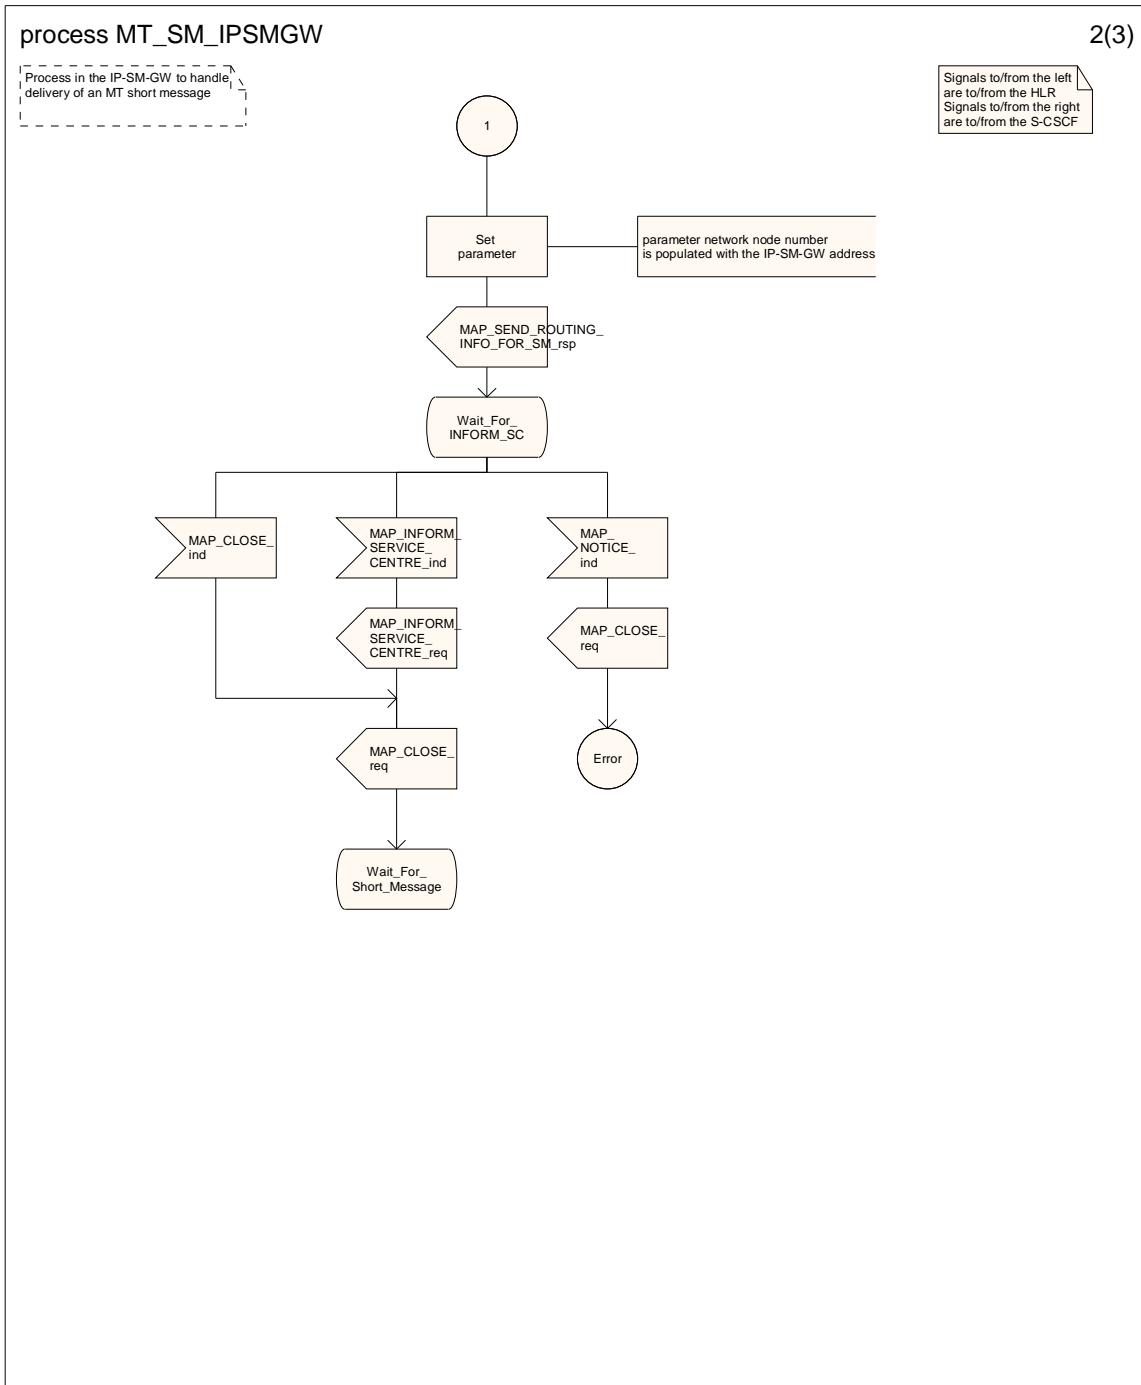 process MT_SM_IPSMGW
2(3)
Process in the IP-SM-GW to handle
delivery of an MT short message
Signals to/from the left
are to/from the HLR
Signals to/from the right
are to/from the S-CSCF
1
Set
parameter
parameter network node number
is populated with the IP-SM-GW address
MAP_SEND_ROUTING_
INFO_FOR_SM_rsp
Wait_For_
INFORM_SC
MAP_CLOSE_
ind
MAP_INFORM_
SERVICE_
CENTRE_ind
MAP_
NOTICE_
ind
MAP_INFORM_
SERVICE_
CENTRE_req
MAP_CLOSE_
req
MAP_CLOSE_
req
Error
Wait_For_
Short_Message